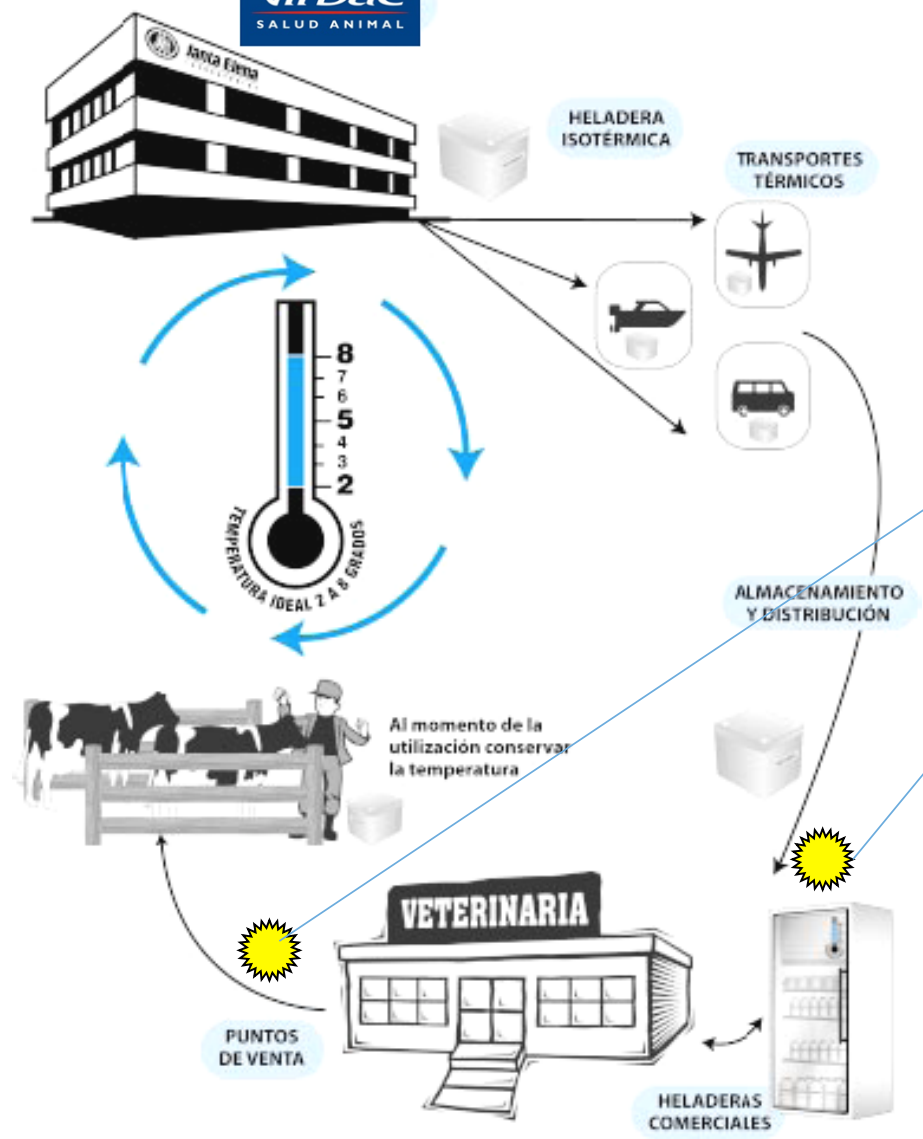 SALUD ANIMAL
Santa Elena
HELADERA
ISOTÉRMICA
TRANSPORTES
TÉRMICOS
8
7
6
5
4
3
2
TEMPERATURA IDEAL 2 A 8 GRADOS
ALMACENAMIENTO
Y DISTRIBUCIÓN
Al momento de la
utilización conservar
la temperatura
VETERINARIA
PUNTOS
DE VENTA
HELADERAS
COMERCIALES